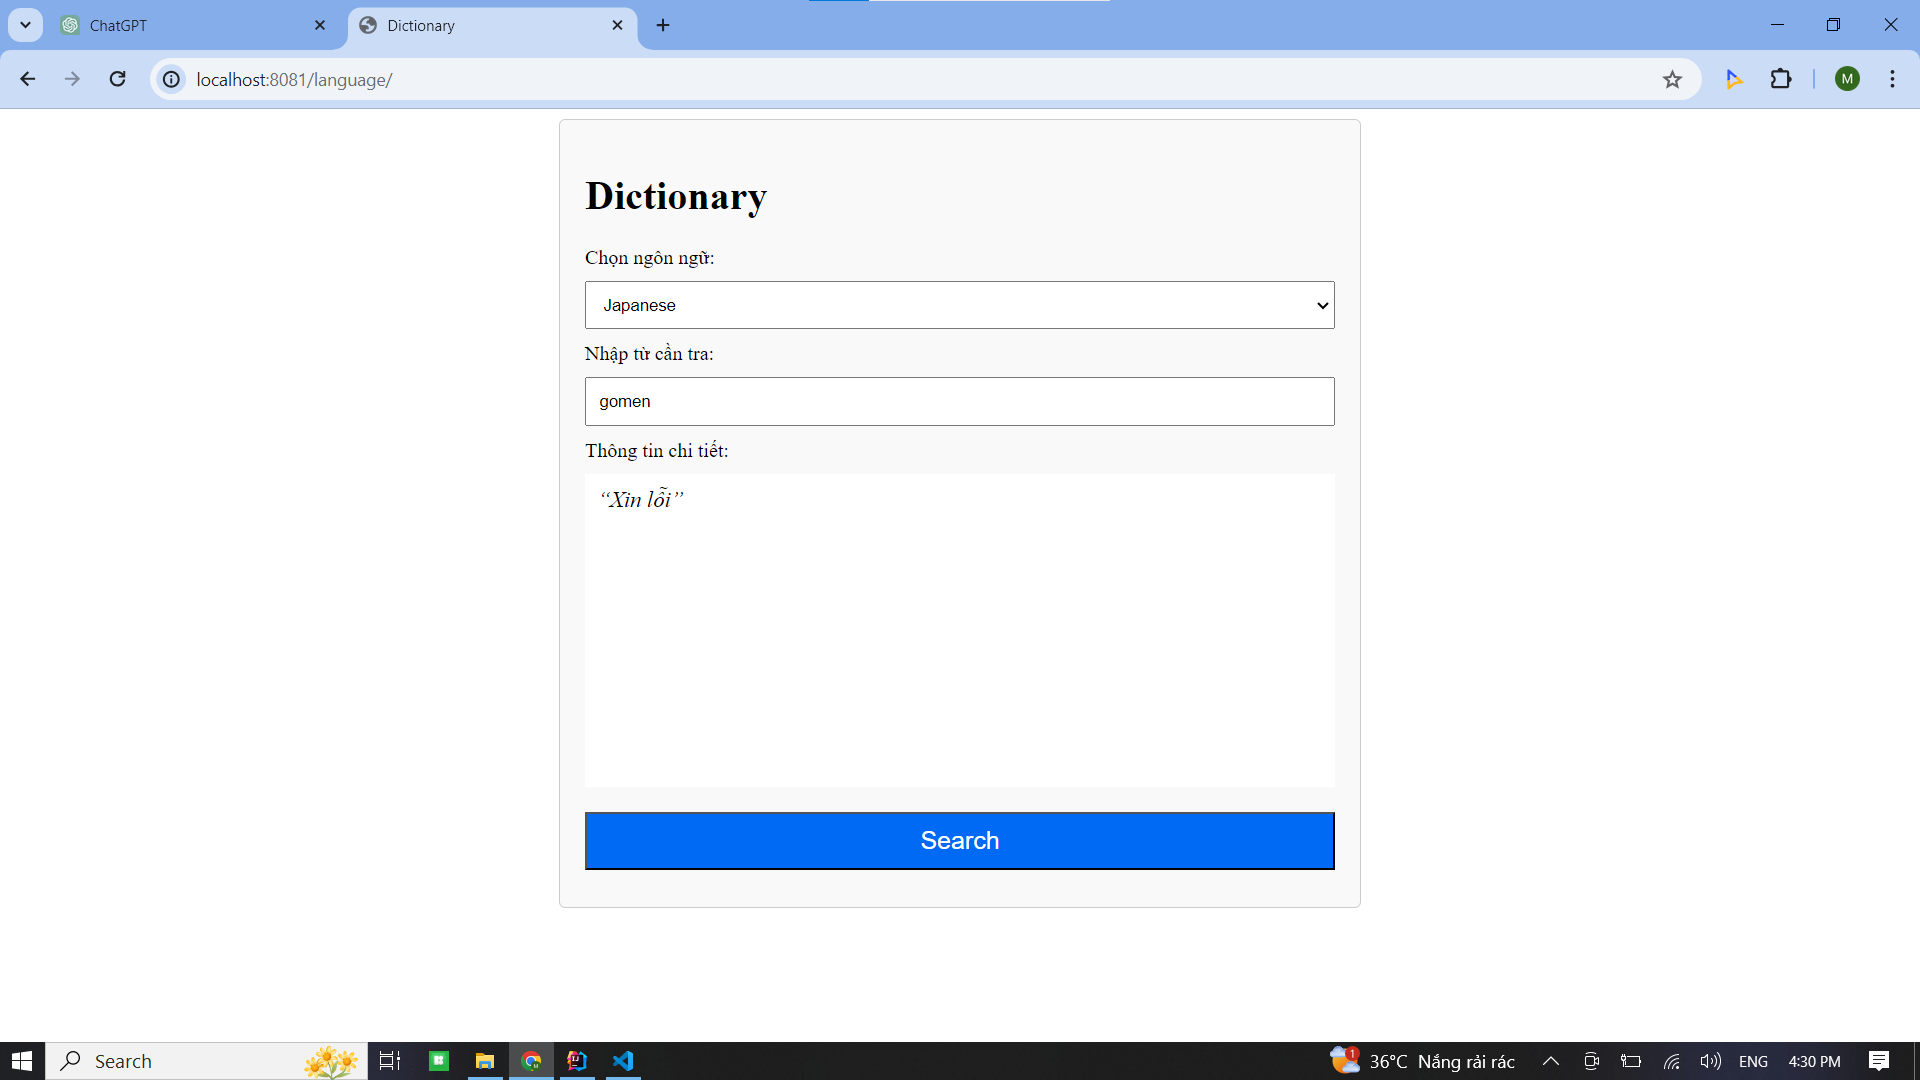 ChatGPT
Dictionary
localhost:8081/language/
M
Dictionary
Chọn ngôn ngữ:
Japanese
Nhập từ cần tra:
gomen
Thông tin chi tiết:
“Xin lỗi”
Search
Search
1
36°C Nắng rải rác
ENG
4:30 PM